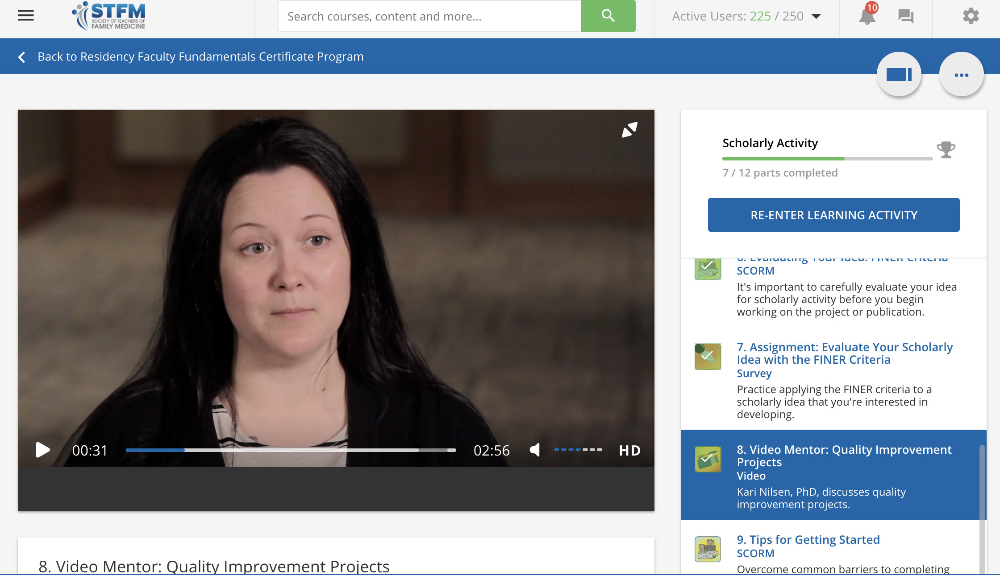 STFM
SOCIETY OF TEACHERS OF
FAMILY MEDICINE
Search courses, content and more...
Active Users: 225 / 250
10
Back to Residency Faculty Fundamentals Certificate Program
00:31
02:56
HD
8. Video Mentor: Quality Improvement Projects
Scholarly Activity
7 / 12 parts completed
RE-ENTER LEARNING ACTIVITY
6. Evaluating Your Idea: FINER Criteria
SCORM
It's important to carefully evaluate your idea
for scholarly activity before you begin
working on the project or publication.
7. Assignment: Evaluate Your Scholarly
Idea with the FINER Criteria
Survey
Practice applying the FINER criteria to a
scholarly idea that you're interested in
developing.
8. Video Mentor: Quality Improvement
Projects
Video
Kari Nilsen, PhD, discusses quality
improvement projects.
9. Tips for Getting Started
SCORM
Overcome common barriers to completing